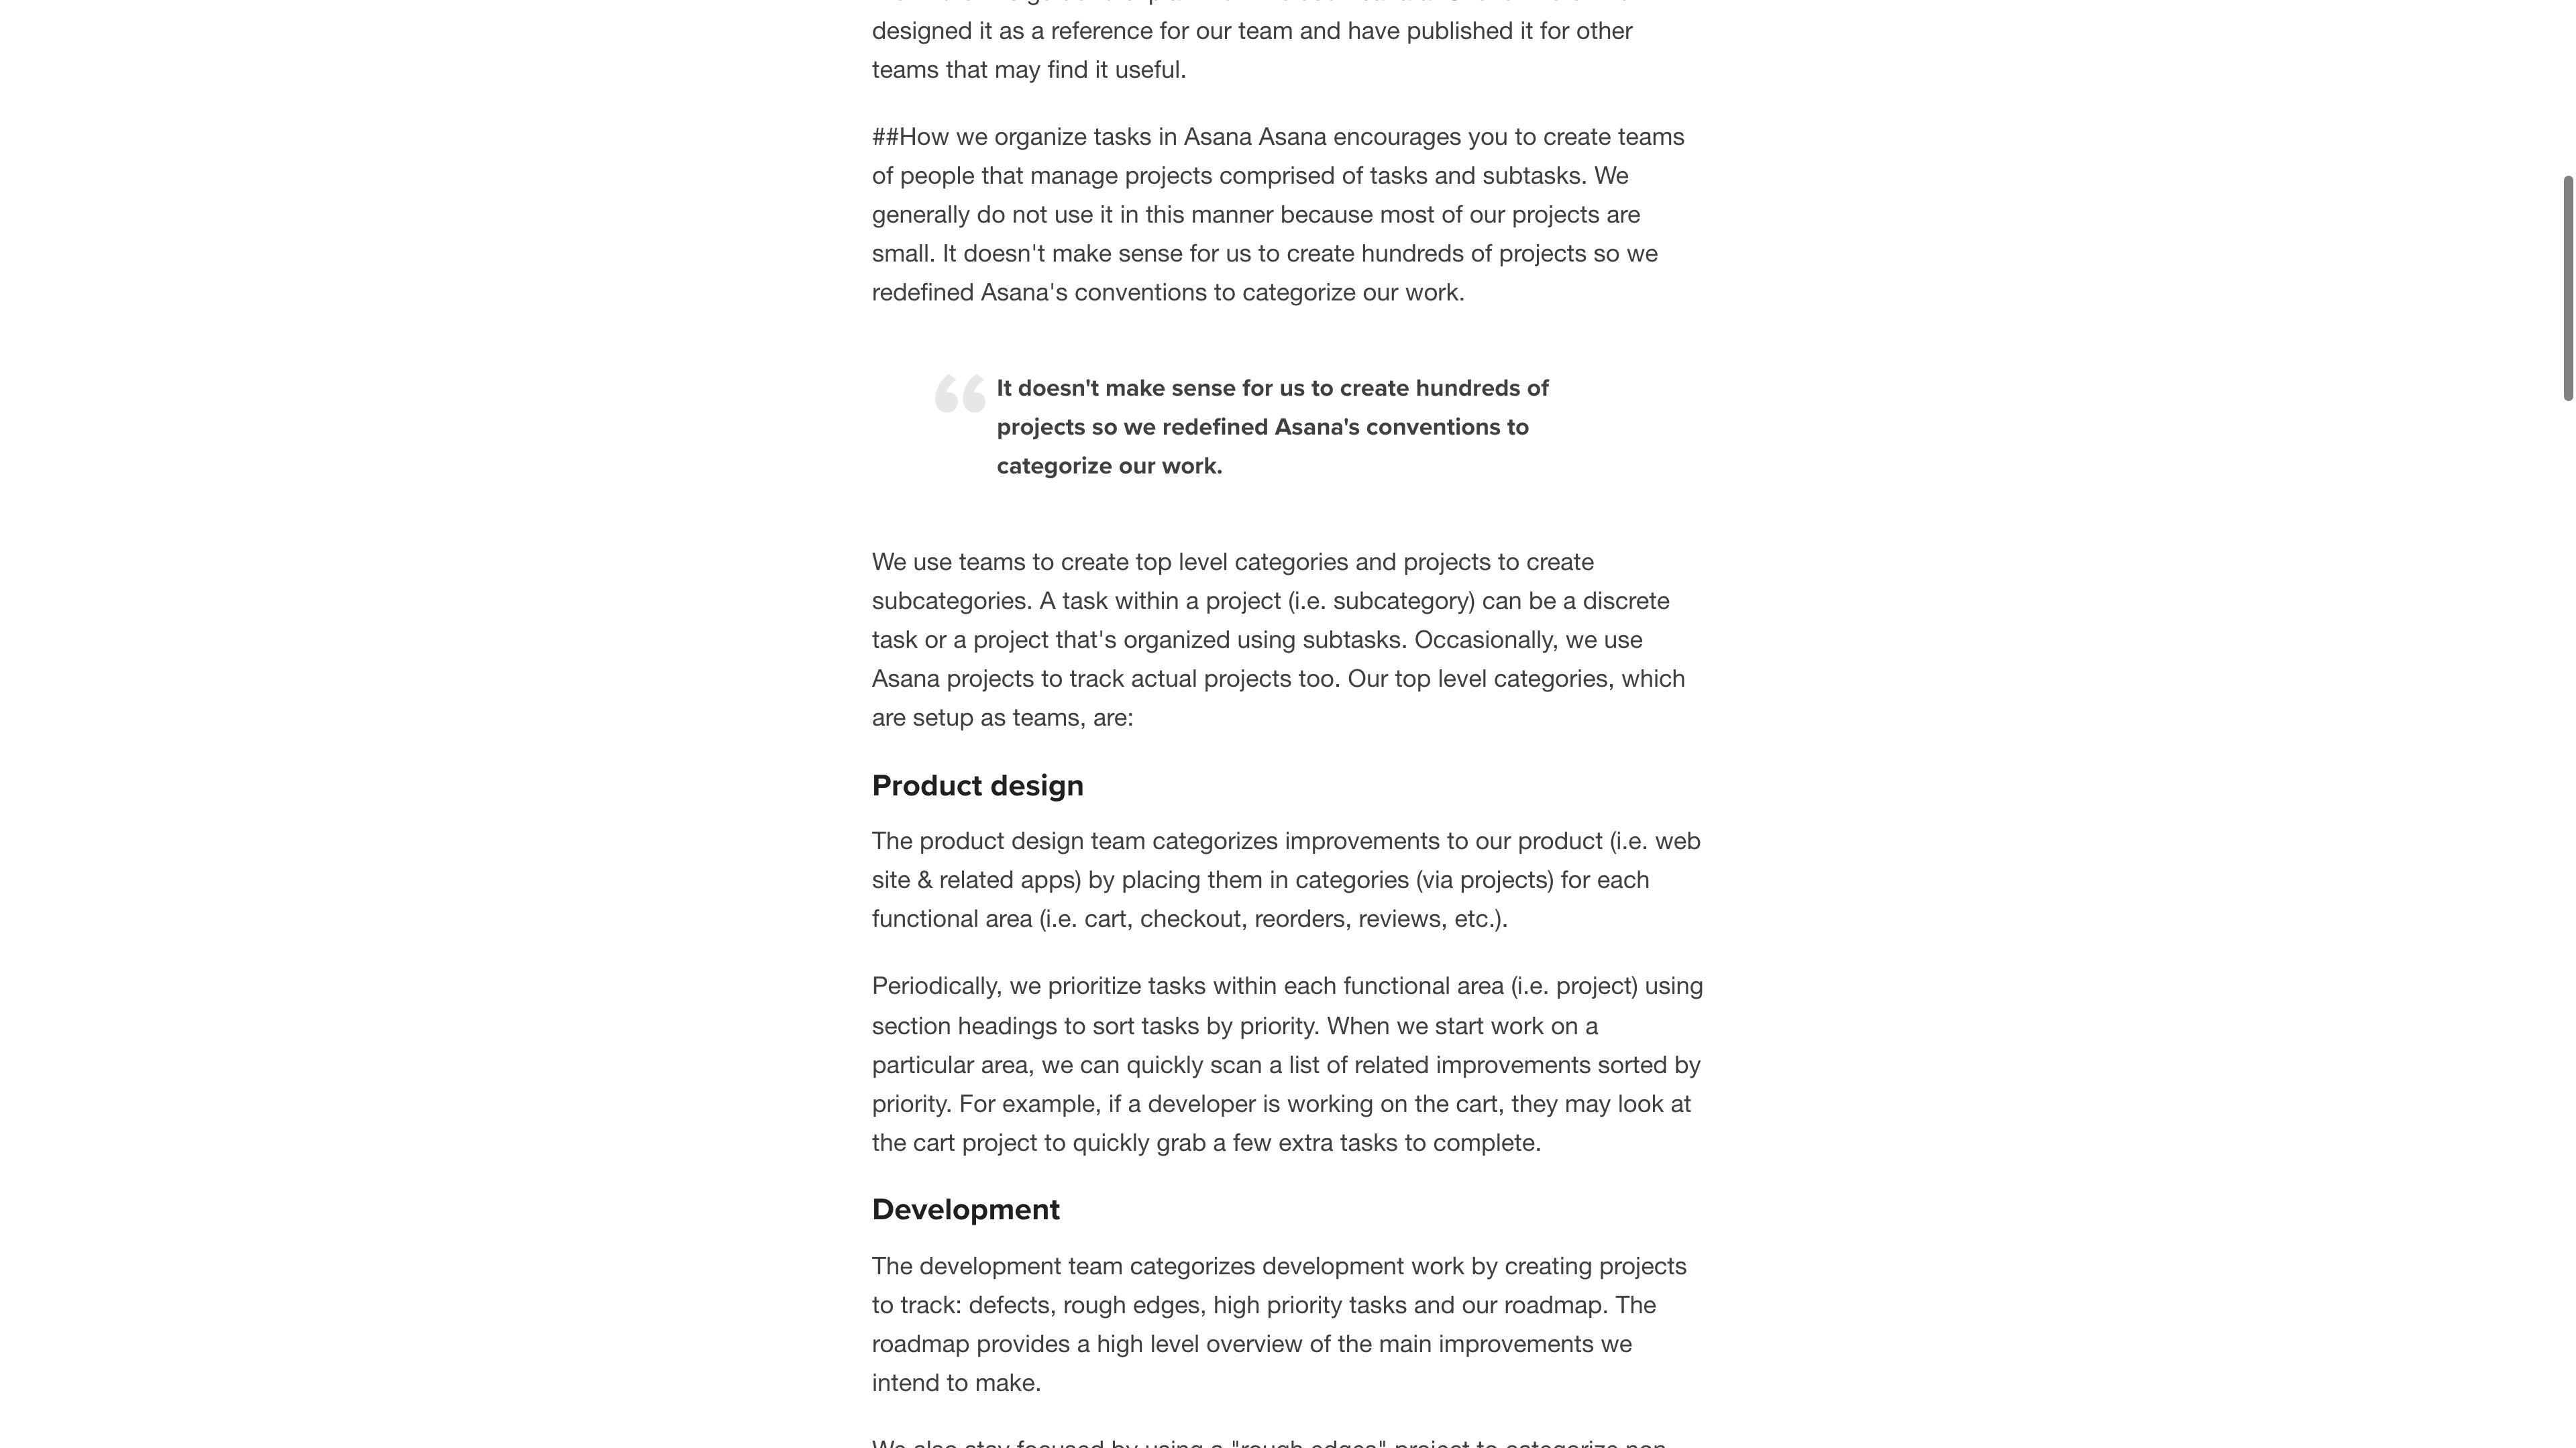 designed it as a reference for our team and have published it for other
teams that may find it useful.
##How we organize tasks in Asana Asana encourages you to create teams
of people that manage projects comprised of tasks and subtasks. We
generally do not use it in this manner because most of our projects are
small. It doesn't make sense for us to create hundreds of projects so we
redefined Asana's conventions to categorize our work.
“ It doesn't make sense for us to create hundreds of
projects so we redefined Asana's conventions to
categorize our work.
We use teams to create top level categories and projects to create
subcategories. A task within a project (i.e. subcategory) can be a discrete
task or a project that's organized using subtasks. Occasionally, we use
Asana projects to track actual projects too. Our top level categories, which
are setup as teams, are:
Product design
The product design team categorizes improvements to our product (i.e. web
site & related apps) by placing them in categories (via projects) for each
functional area (i.e. cart, checkout, reorders, reviews, etc.).
Periodically, we prioritize tasks within each functional area (i.e. project) using
section headings to sort tasks by priority. When we start work on a
particular area, we can quickly scan a list of related improvements sorted by
priority. For example, if a developer is working on the cart, they may look at
the cart project to quickly grab a few extra tasks to complete.
Development
The development team categorizes development work by creating projects
to track: defects, rough edges, high priority tasks and our roadmap. The
roadmap provides a high level overview of the main improvements we
intend to make.
We also stay focused by using a "rough edges" project to categorize non-